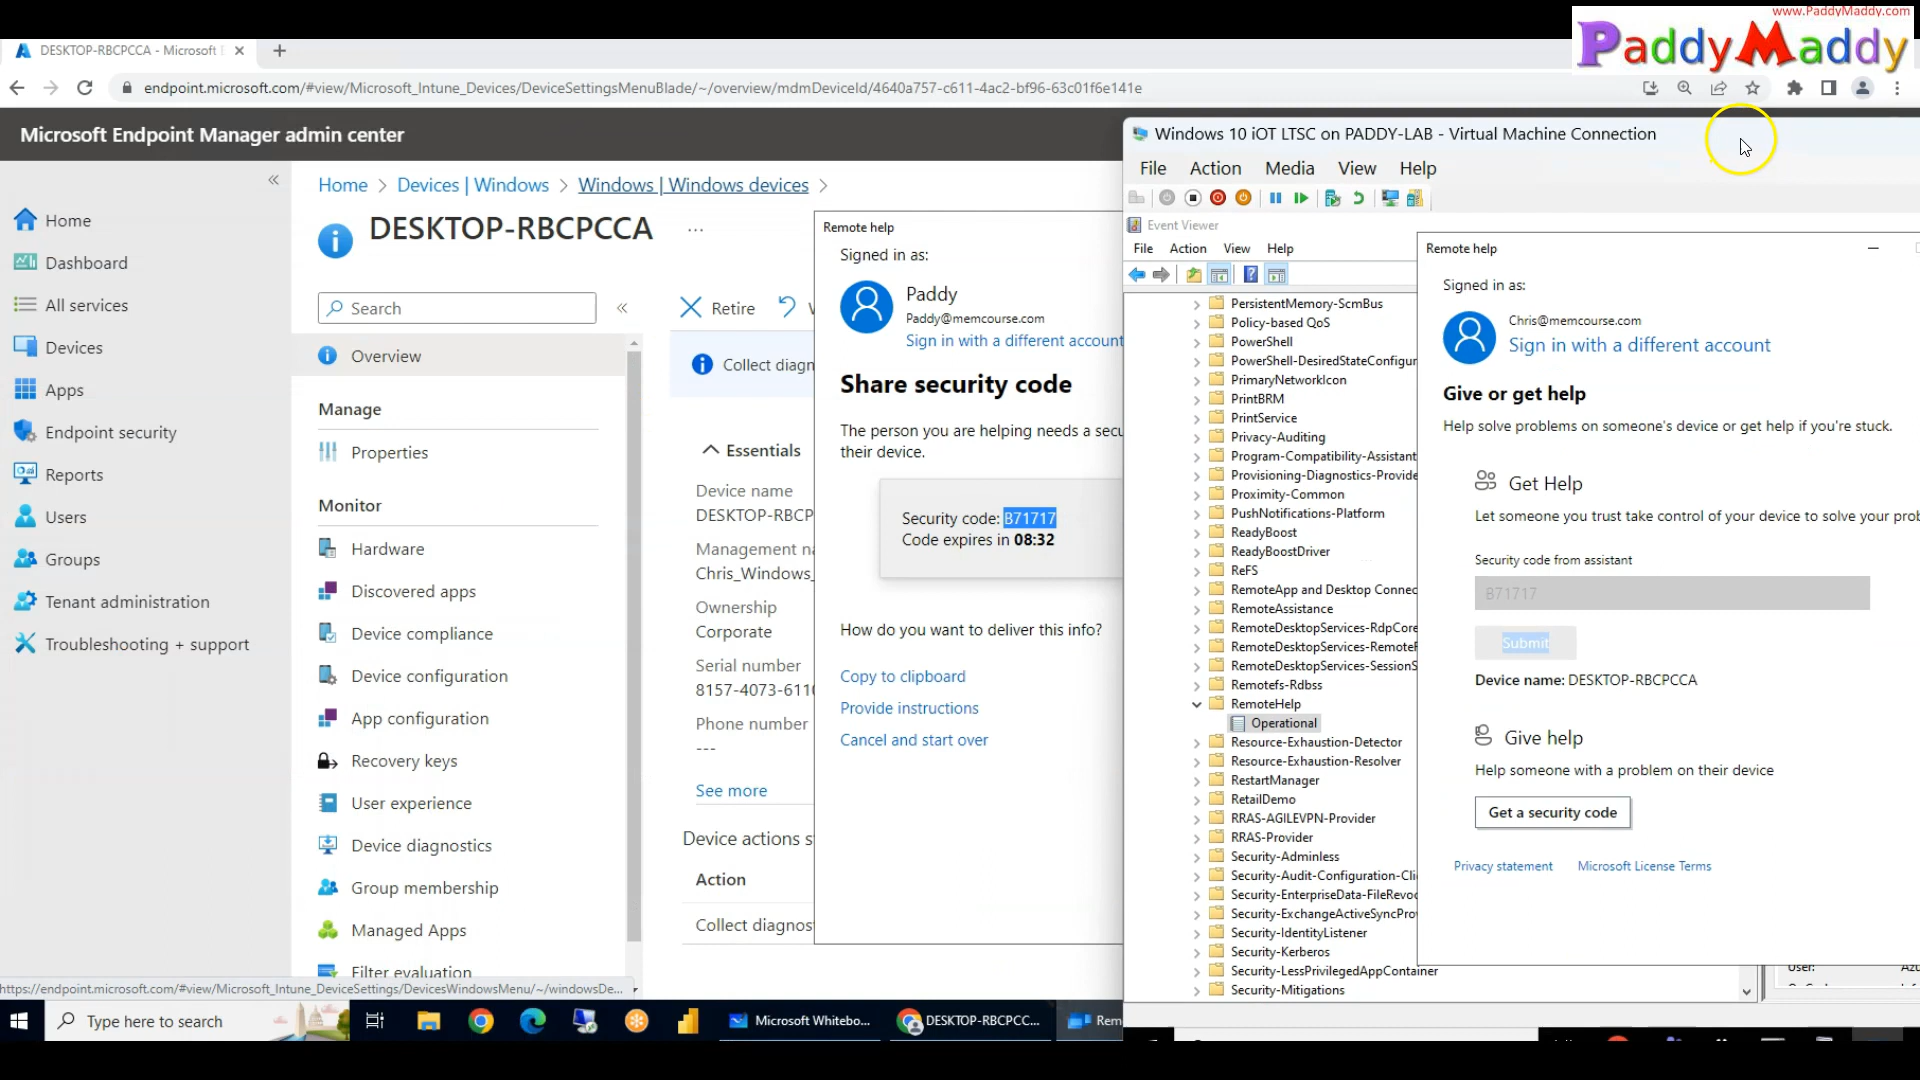 www.PaddyMaddy.com
PaddyMaddy
DESKTOP-RBCPCCA - Microsoft E
endpoint.microsoft.com/#view/Microsoft_Intune_Devices/DeviceSettingsMenuBlade/~/overview/mdmDeviceId/4640a757-c611-4ac2-bf96-63c01f6e141e
Microsoft Endpoint Manager admin center
Home
Dashboard
All services
Devices
Apps
Endpoint security
Reports
Users
Groups
Tenant administration
Troubleshooting + support
Home > Devices | Windows > Windows | Windows devices >
DESKTOP-RBCPCCA ...
Search
Overview
Manage
Properties
Monitor
Hardware
Discovered apps
Device compliance
Device configuration
App configuration
Recovery keys
User experience
Device diagnostics
Group membership
Managed Apps
Filter evaluation
https://endpoint.microsoft.com/#view/Microsoft_Intune_DeviceSettings/DevicesWindowsMenu/~/windowsDe...
Retire
Collect diagn
Essentials
Device name
DESKTOP-RBCP
Management na
Chris_Windows_
Ownership
Corporate
Serial number
8157-4073-6110
Phone number
---
See more
Device actions s
Action
Collect diagnos
Remote help
Signed in as:
Paddy
Paddy@memcourse.com
Sign in with a different account
Share security code
The person you are helping needs a secu
their device.
Security code: B71717
Code expires in 08:32
How do you want to deliver this info?
Copy to clipboard
Provide instructions
Cancel and start over
Windows 10 iOT LTSC on PADDY-LAB - Virtual Machine Connection
File Action Media View Help
Event Viewer
File Action View Help
PersistentMemory-ScmBus
Policy-based QoS
PowerShell
PowerShell-DesiredStateConfigur
PrimaryNetworkIcon
PrintBRM
PrintService
Privacy-Auditing
Program-Compatibility-Assistant
Provisioning-Diagnostics-Provide
Proximity-Common
PushNotifications-Platform
ReadyBoost
ReadyBoostDriver
ReFS
RemoteApp and Desktop Connec
RemoteAssistance
RemoteDesktopServices-RdpCore
RemoteDesktopServices-RemoteF
RemoteDesktopServices-SessionS
Remotefs-Rdbss
RemoteHelp
Operational
Resource-Exhaustion-Detector
Resource-Exhaustion-Resolver
RestartManager
RetailDemo
RRAS-AGILEVPN-Provider
RRAS-Provider
Security-Adminless
Security-Audit-Configuration-Cli
Security-EnterpriseData-FileRevoc
Security-ExchangeActiveSyncPro
Security-IdentityListener
Security-Kerberos
Security-LessPrivilegedAppContainer
Security-Mitigations
Remote help
Signed in as:
Chris@memcourse.com
Sign in with a different account
Give or get help
Help solve problems on someone's device or get help if you're stuck.
Get Help
Let someone you trust take control of your device to solve your prob
Security code from assistant
B71717
Submit
Device name: DESKTOP-RBCPCCA
Give help
Help someone with a problem on their device
Get a security code
Privacy statement Microsoft License Terms
User: Az
Type here to search
Microsoft Whitebo...
DESKTOP-RBCPCC...
Rem